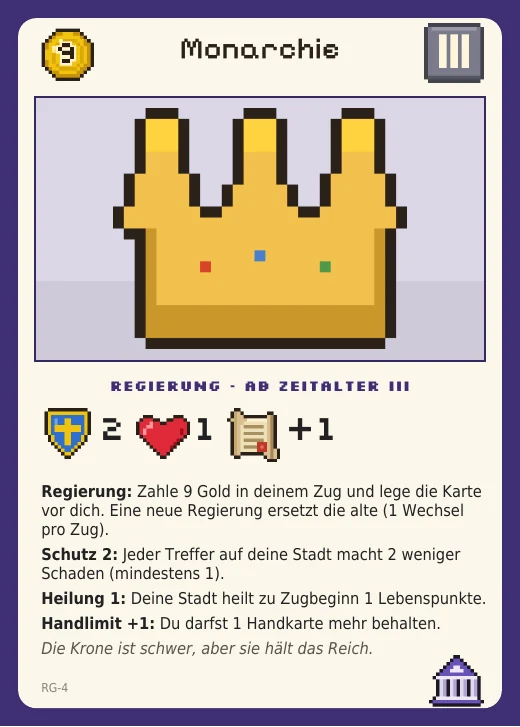 9
Monarchie
III
REGIERUNG - AB ZEITALTER III
2 1 +1
Regierung: Zahle 9 Gold in deinem Zug und lege die Karte
vor dich. Eine neue Regierung ersetzt die alte (1 Wechsel
pro Zug).
Schutz 2: Jeder Treffer auf deine Stadt macht 2 weniger
Schaden (mindestens 1).
Heilung 1: Deine Stadt heilt zu Zugbeginn 1 Lebenspunkte.
Handlimit +1: Du darfst 1 Handkarte mehr behalten.
Die Krone ist schwer, aber sie hält das Reich.
RG-4